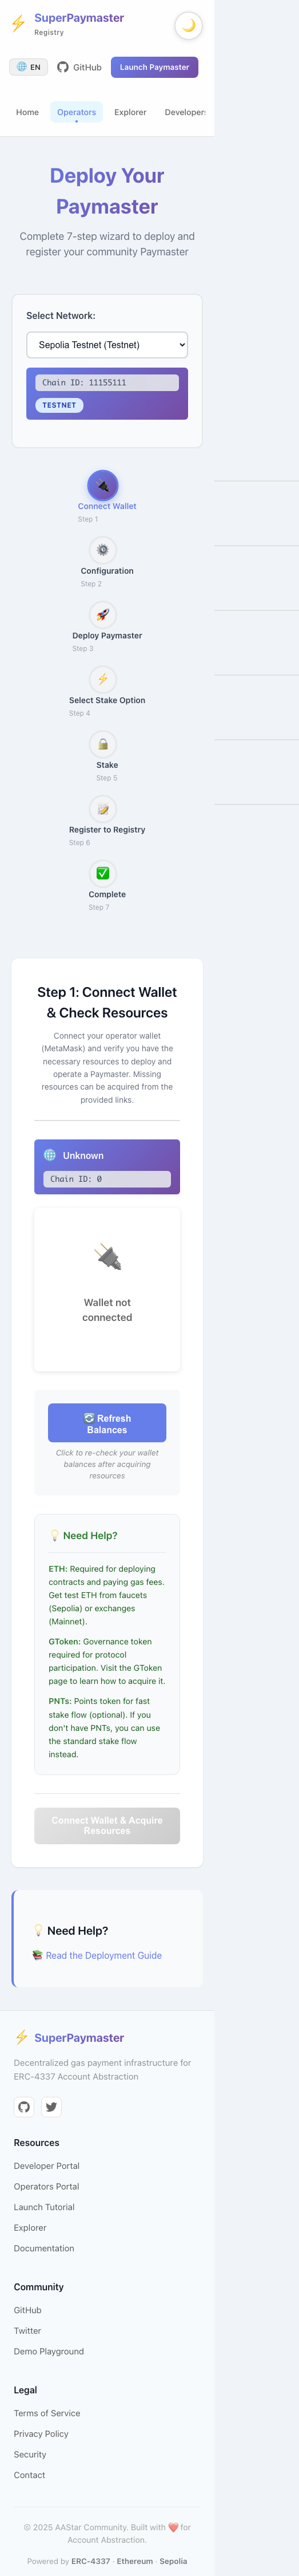 SuperPaymaster
Registry
EN
GitHub
Launch Paymaster
Home
Operators
Explorer
Developers
Deploy Your
Paymaster
Complete 7-step wizard to deploy and
register your community Paymaster
Select Network:
Sepolia Testnet (Testnet)
Chain ID: 11155111
TESTNET
Connect Wallet
Step 1
Configuration
Step 2
Deploy Paymaster
Step 3
Select Stake Option
Step 4
Stake
Step 5
Register to Registry
Step 6
Complete
Step 7
Step 1: Connect Wallet
& Check Resources
Connect your operator wallet
(MetaMask) and verify you have the
necessary resources to deploy and
operate a Paymaster. Missing
resources can be acquired from the
provided links.
Unknown
Chain ID: 0
Wallet not
connected
Refresh
Balances
Click to re-check your wallet
balances after acquiring
resources
Need Help?
ETH: Required for deploying
contracts and paying gas fees.
Get test ETH from faucets
(Sepolia) or exchanges
(Mainnet).
GToken: Governance token
required for protocol
participation. Visit the GToken
page to learn how to acquire it.
PNTs: Points token for fast
stake flow (optional). If you
don't have PNTs, you can use
the standard stake flow
instead.
Connect Wallet & Acquire
Resources
Need Help?
Read the Deployment Guide
SuperPaymaster
Decentralized gas payment infrastructure for
ERC-4337 Account Abstraction
Resources
Developer Portal
Operators Portal
Launch Tutorial
Explorer
Documentation
Community
GitHub
Twitter
Demo Playground
Legal
Terms of Service
Privacy Policy
Security
Contact
© 2025 AAStar Community. Built with ❤️ for
Account Abstraction.
Powered by ERC-4337 · Ethereum · Sepolia